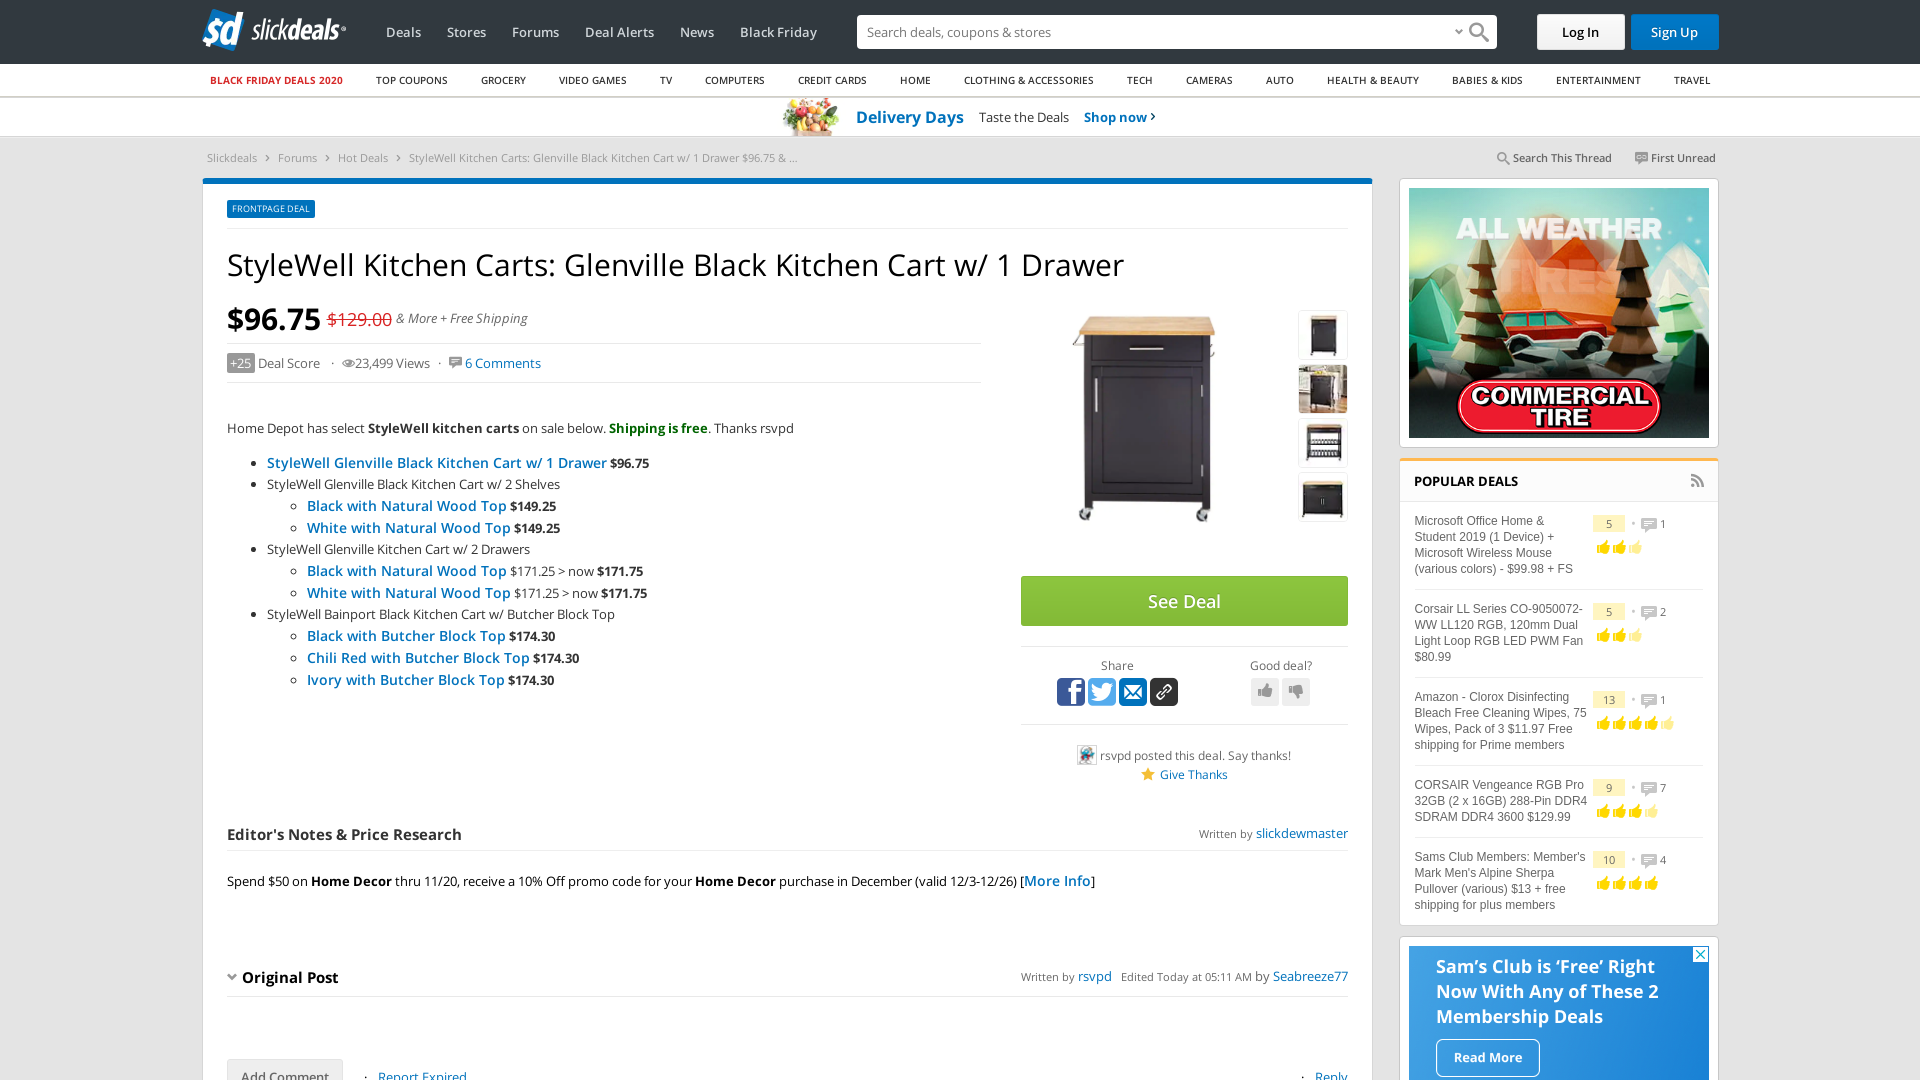 slickdeals
Deals Stores Forums Deal Alerts News Black Friday
Search deals, coupons & stores
Log In Sign Up
BLACK FRIDAY DEALS 2020 TOP COUPONS GROCERY VIDEO GAMES TV COMPUTERS CREDIT CARDS HOME CLOTHING & ACCESSORIES TECH CAMERAS AUTO HEALTH & BEAUTY BABIES & KIDS ENTERTAINMENT TRAVEL
Delivery Days Taste the Deals Shop now ›
Slickdeals › Forums › Hot Deals › StyleWell Kitchen Carts: Glenville Black Kitchen Cart w/ 1 Drawer $96.75 & ...
Search This Thread First Unread
FRONTPAGE DEAL
StyleWell Kitchen Carts: Glenville Black Kitchen Cart w/ 1 Drawer
$96.75 $129.00 & More + Free Shipping
+25 Deal Score · 23,499 Views · 6 Comments
Home Depot has select StyleWell kitchen carts on sale below. Shipping is free. Thanks rsvpd
• StyleWell Glenville Black Kitchen Cart w/ 1 Drawer $96.75
• StyleWell Glenville Black Kitchen Cart w/ 2 Shelves
◦ Black with Natural Wood Top $149.25
◦ White with Natural Wood Top $149.25
• StyleWell Glenville Kitchen Cart w/ 2 Drawers
◦ Black with Natural Wood Top $171.25 > now $171.75
◦ White with Natural Wood Top $171.25 > now $171.75
• StyleWell Bainport Black Kitchen Cart w/ Butcher Block Top
◦ Black with Butcher Block Top $174.30
◦ Chili Red with Butcher Block Top $174.30
◦ Ivory with Butcher Block Top $174.30
See Deal
Share Good deal?
rsvpd posted this deal. Say thanks!
Give Thanks
Editor's Notes & Price Research
Written by slickdewmaster
Spend $50 on Home Decor thru 11/20, receive a 10% Off promo code for your Home Decor purchase in December (valid 12/3-12/26) [More Info]
Original Post
Written by rsvpd Edited Today at 05:11 AM by Seabreeze77
Add Comment · Report Expired · Reply
ALL WEATHER
TIRES
COMMERCIAL
TIRE
POPULAR DEALS
Microsoft Office Home &
Student 2019 (1 Device) +
Microsoft Wireless Mouse
(various colors) - $99.98 + FS
5 • 1
Corsair LL Series CO-9050072-
WW LL120 RGB, 120mm Dual
Light Loop RGB LED PWM Fan
$80.99
5 • 2
Amazon - Clorox Disinfecting
Bleach Free Cleaning Wipes, 75
Wipes, Pack of 3 $11.97 Free
shipping for Prime members
13 • 1
CORSAIR Vengeance RGB Pro
32GB (2 x 16GB) 288-Pin DDR4
SDRAM DDR4 3600 $129.99
9 • 7
Sams Club Members: Member's
Mark Men's Alpine Sherpa
Pullover (various) $13 + free
shipping for plus members
10 • 4
Sam's Club is ‘Free’ Right
Now With Any of These 2
Membership Deals
Read More